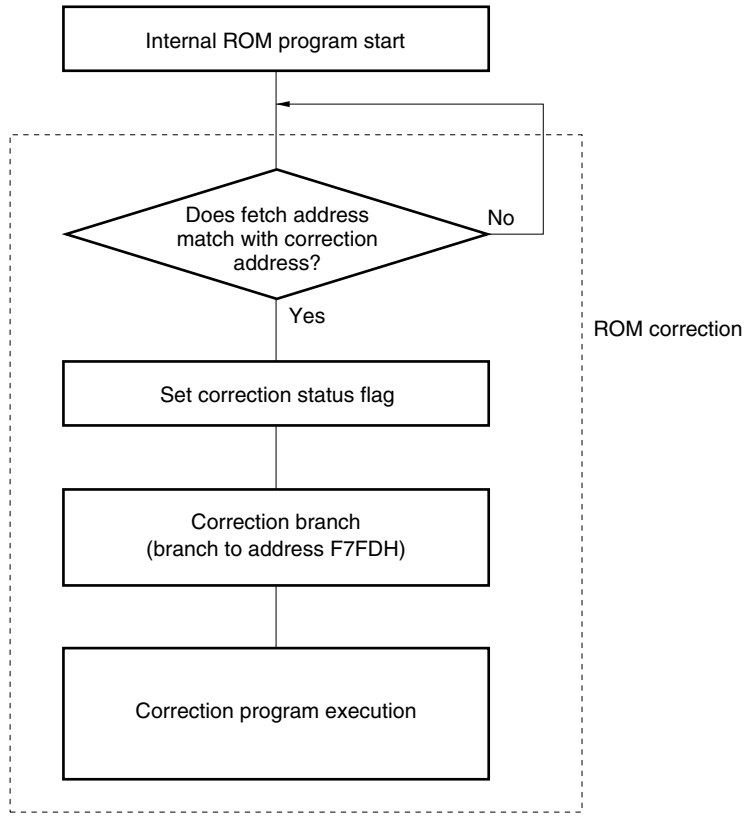 Internal ROM program start
Does fetch address
match with correction
address?
No
Yes
ROM correction
Set correction status flag
Correction branch
(branch to address F7FDH)
Correction program execution